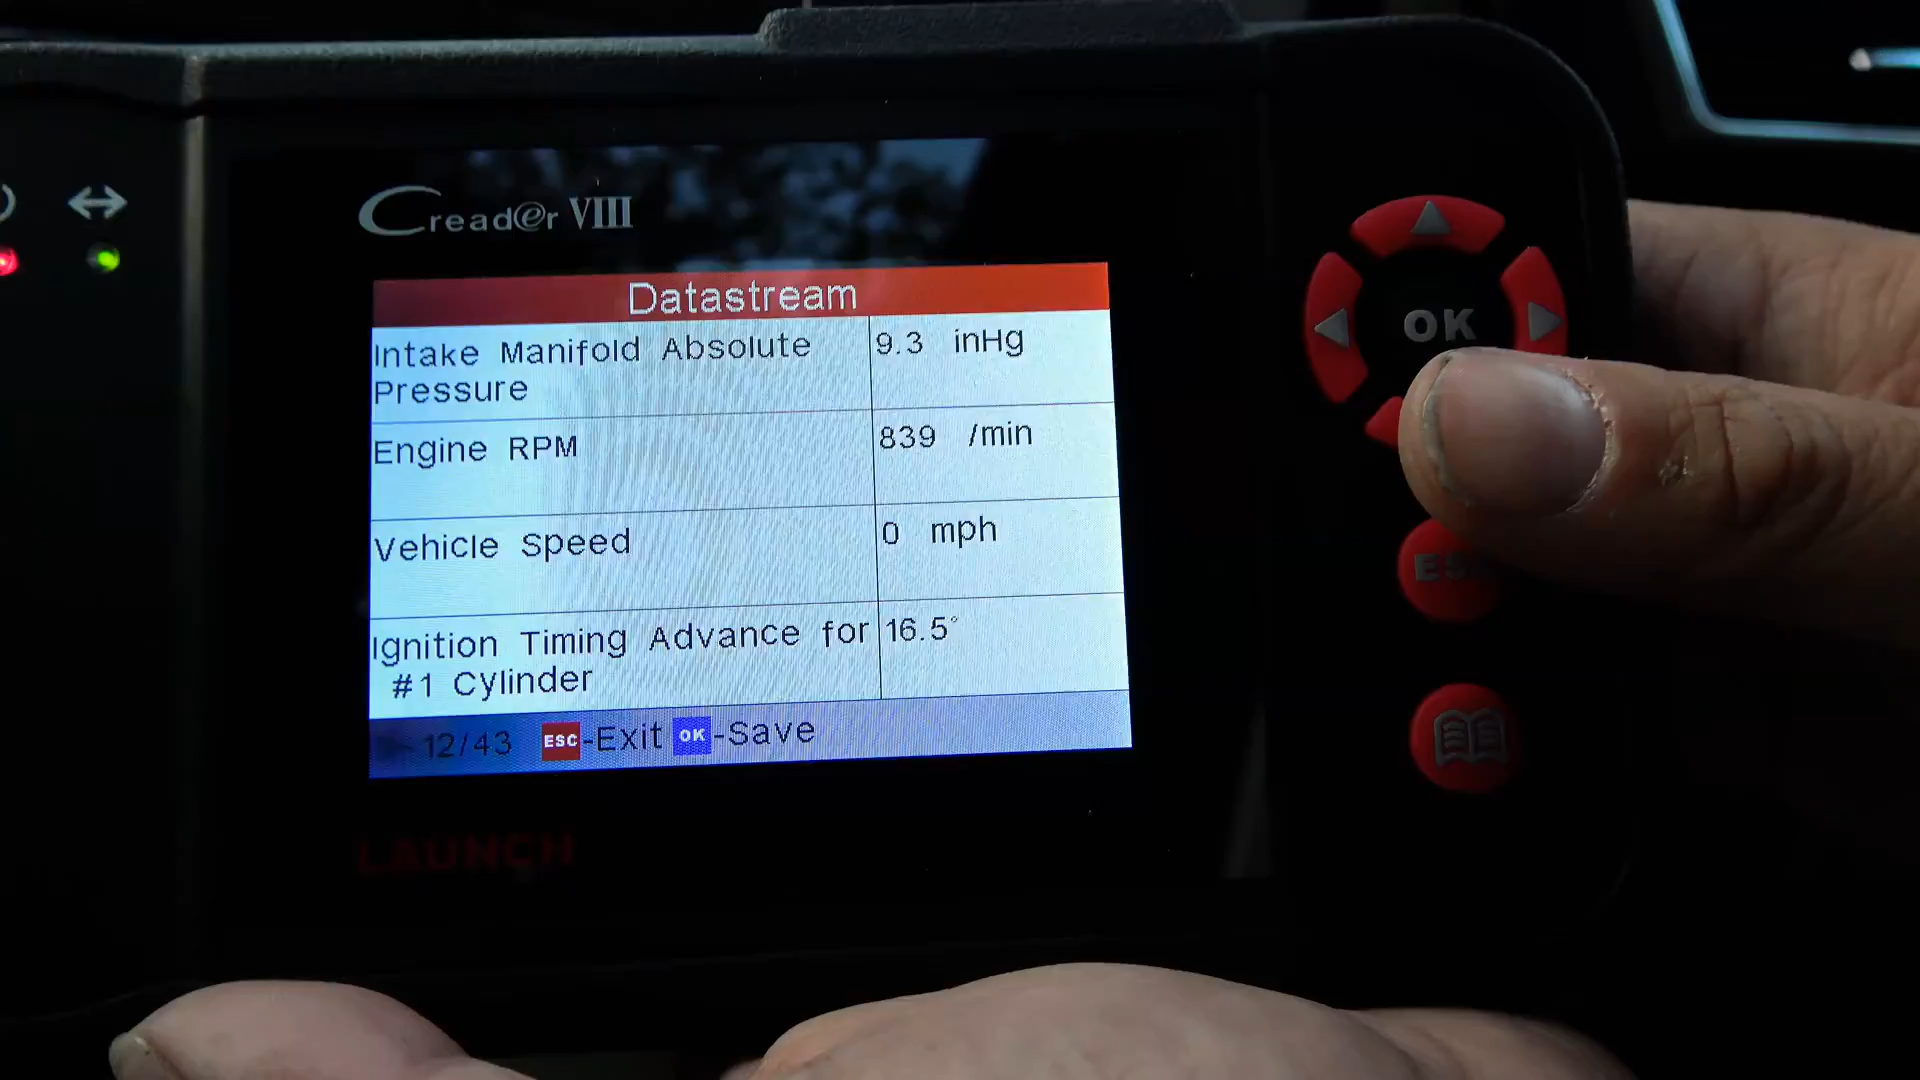 Cread@r VIII
Datastream
Intake Manifold Absolute 9.3 inHg
Pressure
Engine RPM 839 /min
Vehicle Speed 0 mph
Ignition Timing Advance for 16.5°
#1 Cylinder
12/43 ESC-Exit OK-Save
LAUNCH
OK